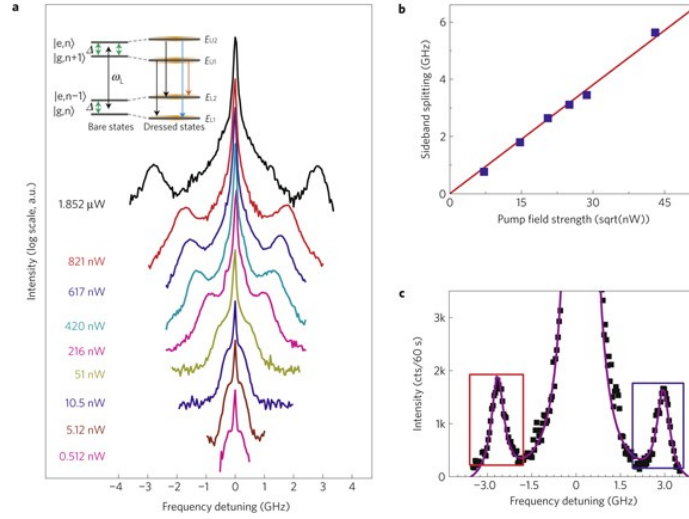 a
|e,n⟩
|g,n+1⟩
Δ
ω_L
|e,n−1⟩
|g,n⟩
Δ
Bare states
Dressed states
E_U2
E_U1
E_L2
E_L1
Intensity (log scale, a.u.)
1.852 μW
821 nW
617 nW
420 nW
216 nW
51 nW
10.5 nW
5.12 nW
0.512 nW
−4 −3 −2 −1 0 1 2 3 4
Frequency detuning (GHz)
b
Sideband splitting (GHz)
6
4
2
0
0 15 30 45
Pump field strength (sqrt(nW))
c
Intensity (cts/60 s)
3k
2k
1k
0
−3.0 −1.5 0 1.5 3.0
Frequency detuning (GHz)